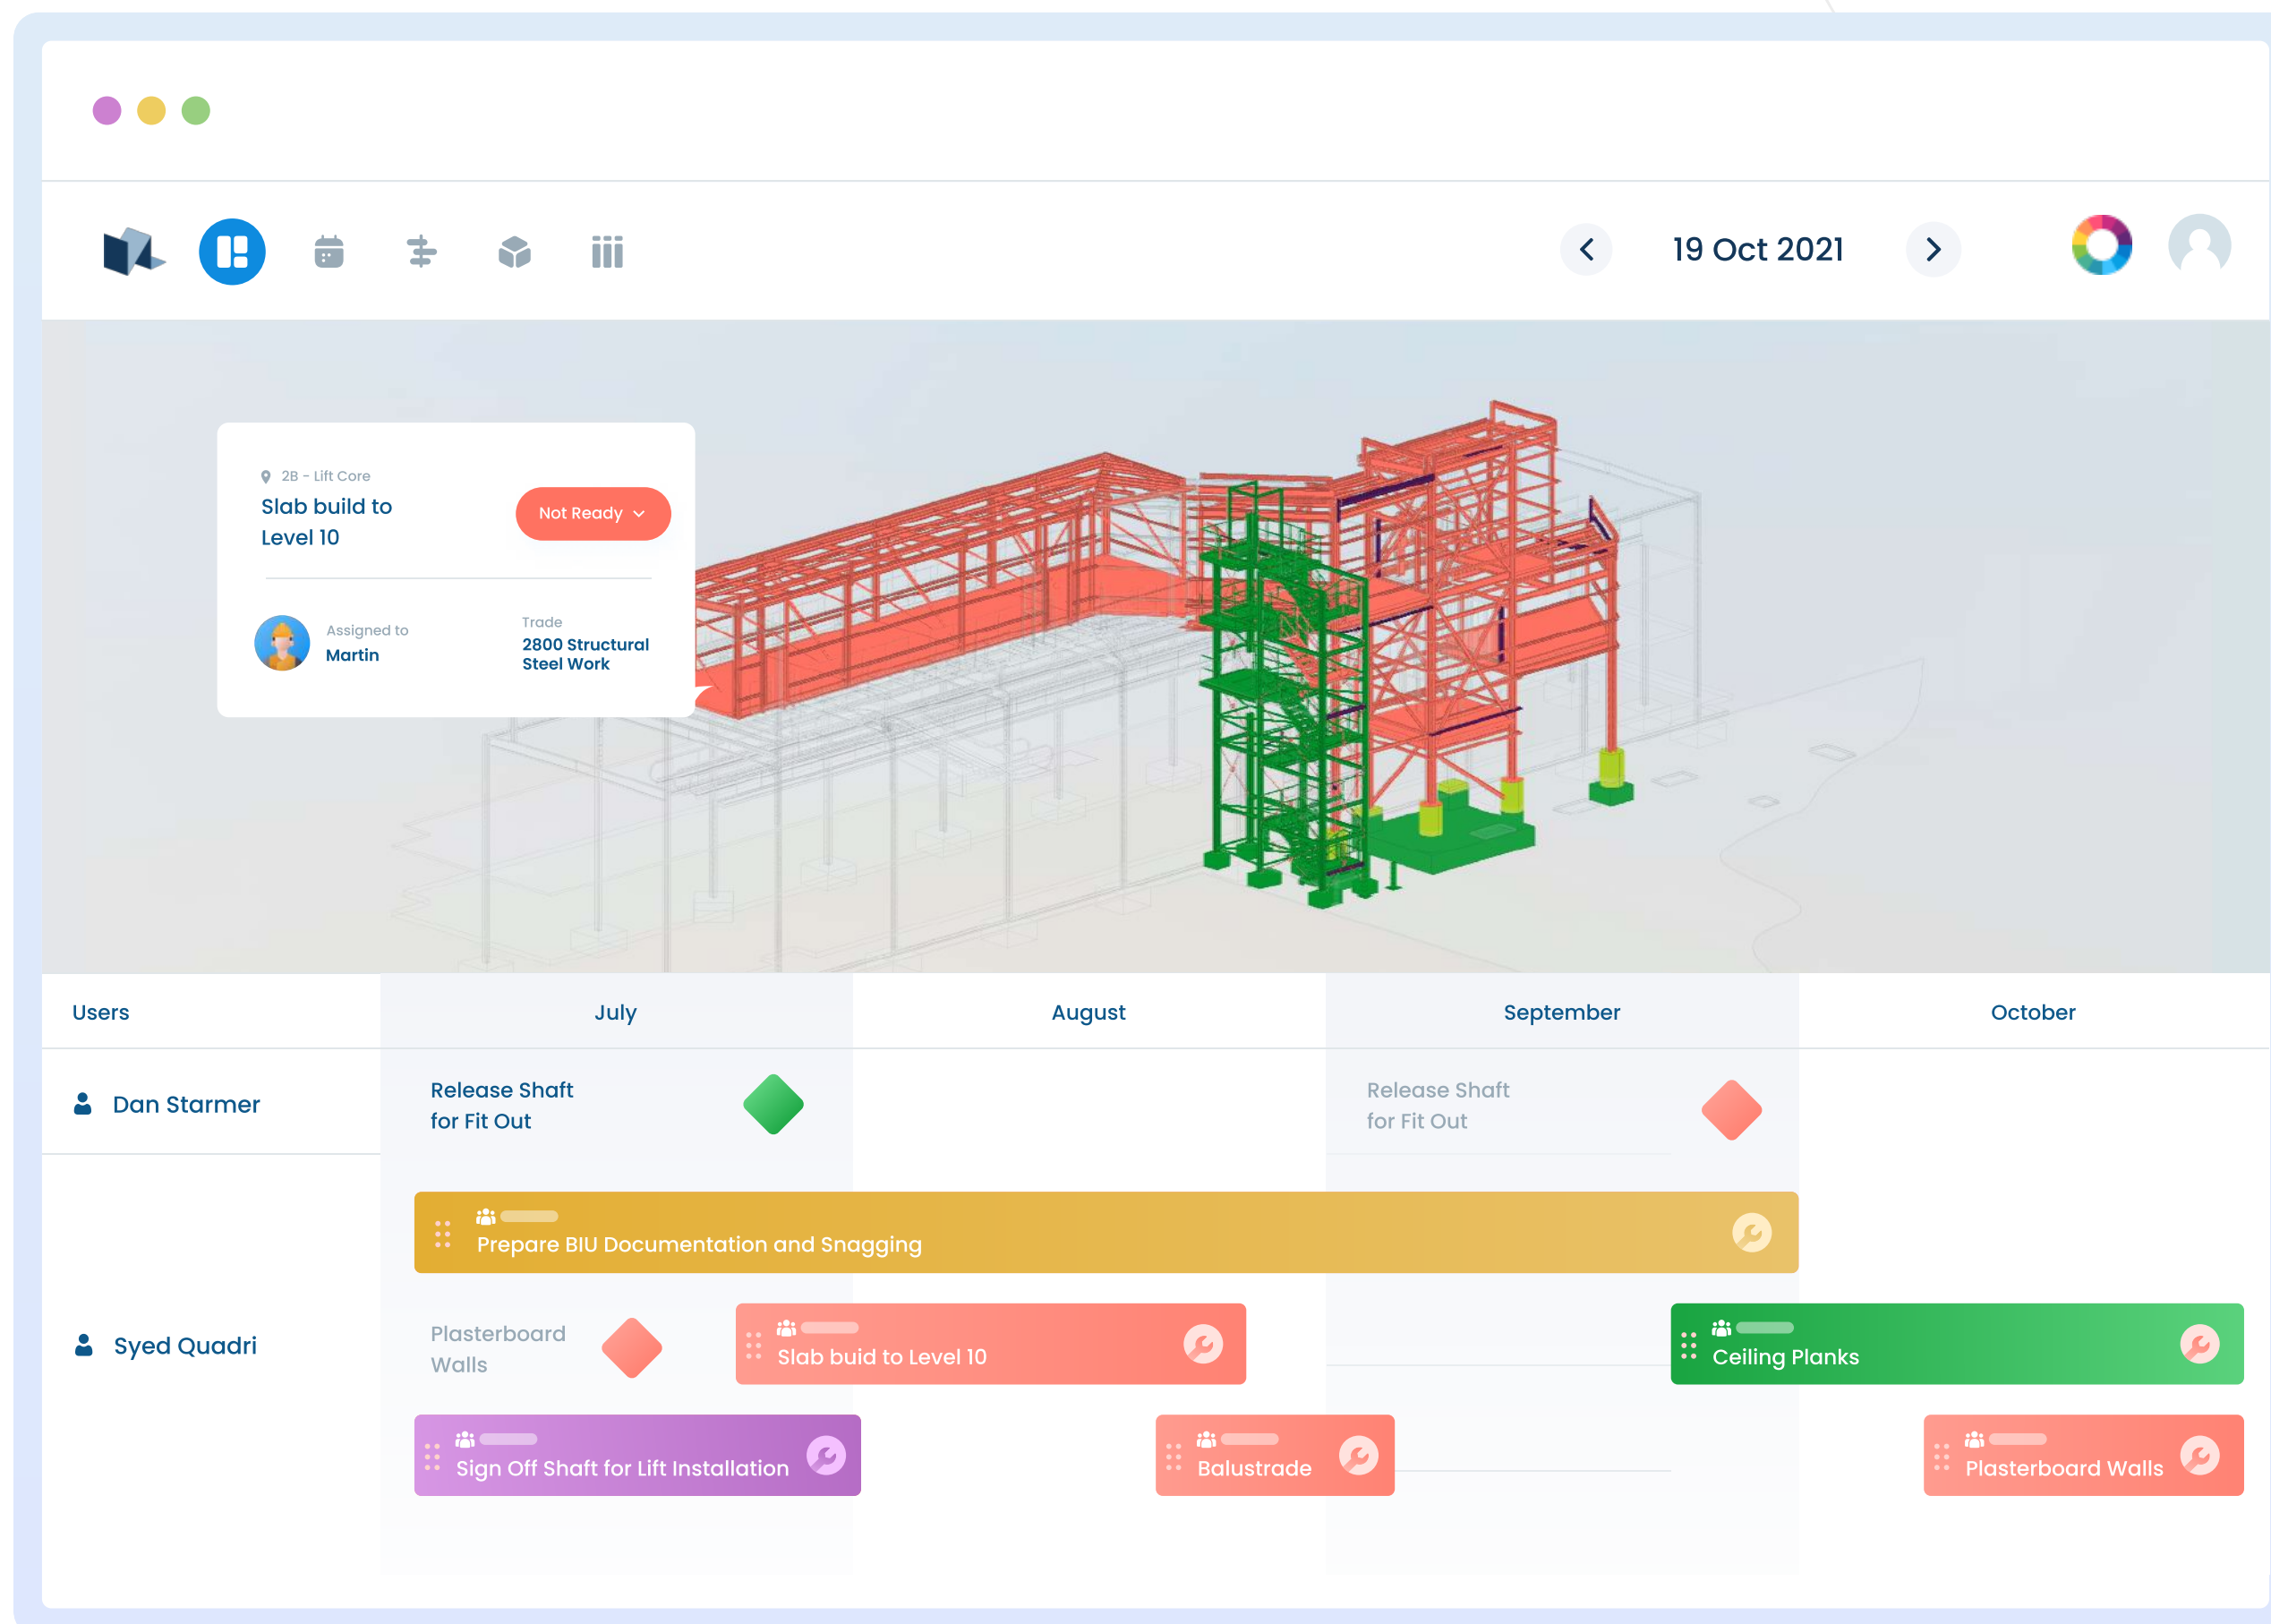 19 Oct 2021
2B - Lift Core
Slab build to
Level 10
Not Ready
Assigned to
Martin
Trade
2800 Structural
Steel Work
Users
July
August
September
October
Dan Starmer
Release Shaft
for Fit Out
Release Shaft
for Fit Out
Prepare BIU Documentation and Snagging
Syed Quadri
Plasterboard
Walls
Slab buid to Level 10
Ceiling Planks
Sign Off Shaft for Lift Installation
Balustrade
Plasterboard Walls